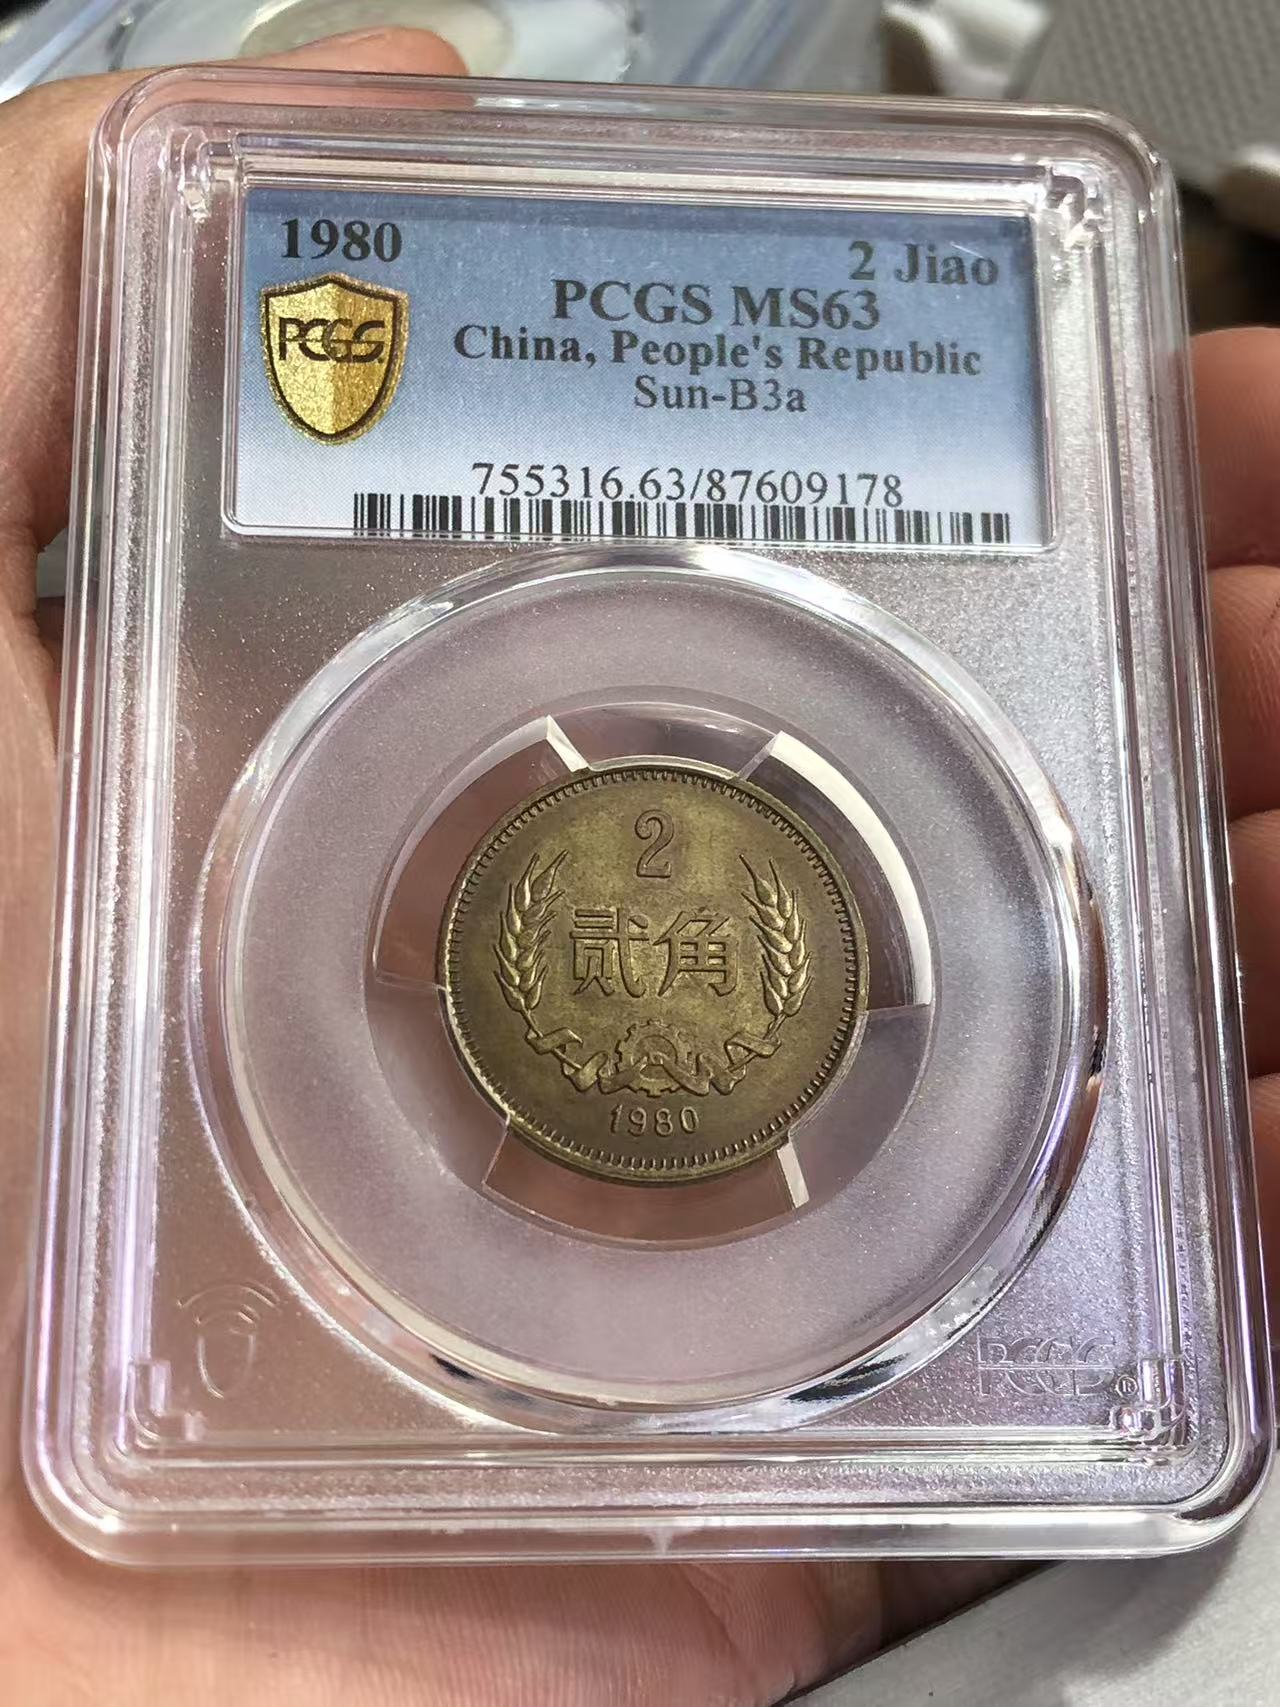 1980
2 Jiao
PCGS
PCGS MS63
China, People's Republic
Sun-B3a
755316.63/87609178
2
贰角
1980
PCGS®